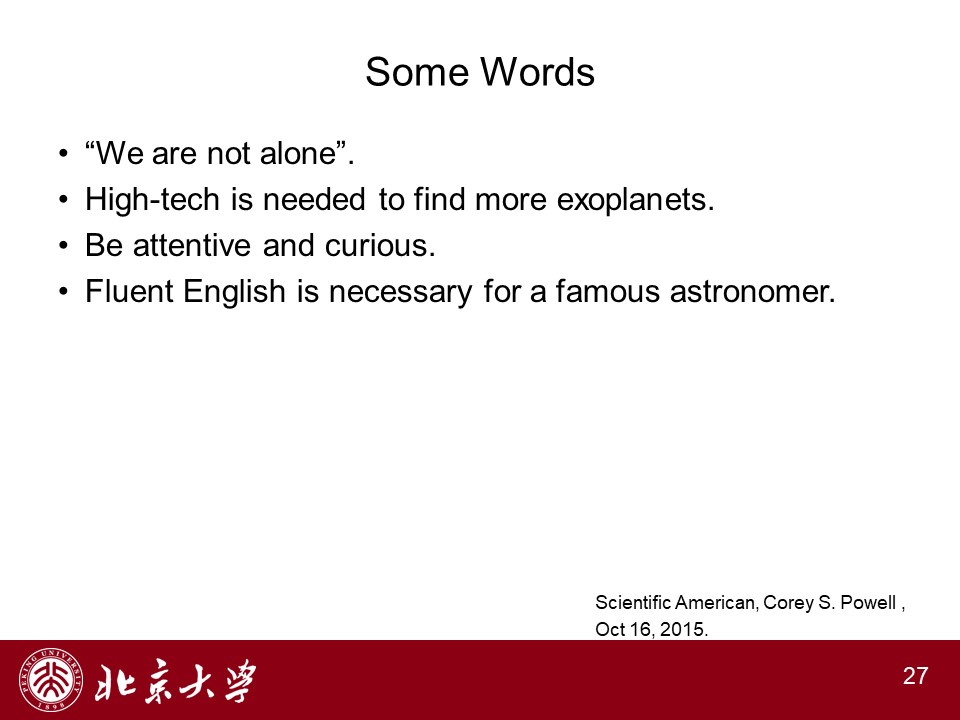 Some Words
• “We are not alone”.
• High-tech is needed to find more exoplanets.
• Be attentive and curious.
• Fluent English is necessary for a famous astronomer.
Scientific American, Corey S. Powell ,
Oct 16, 2015.
PEKING UNIVERSITY
1898
北京大学
27